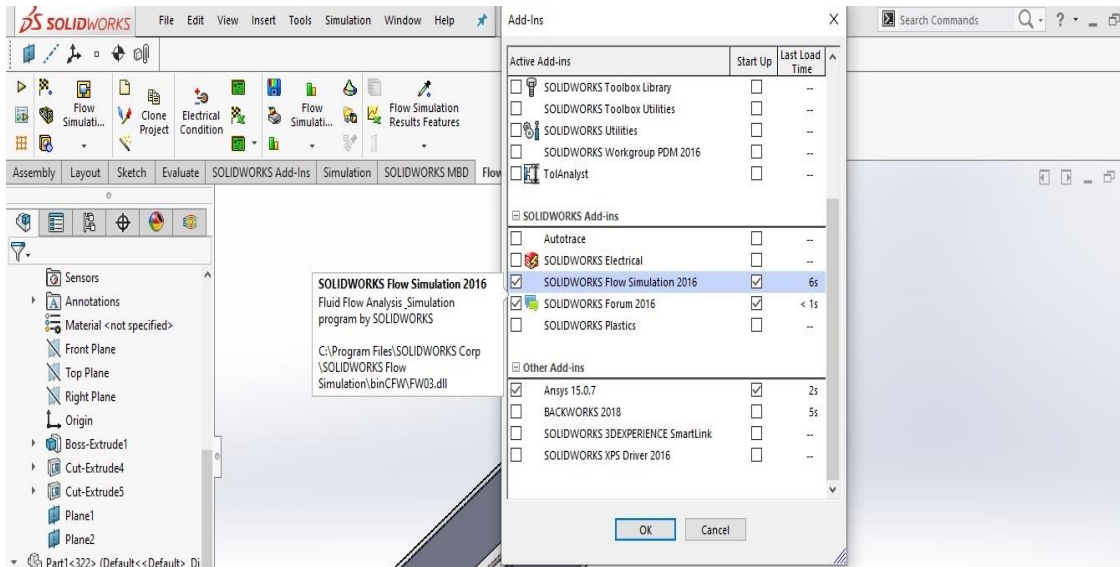 SOLIDWORKS File Edit View Insert Tools Simulation Window Help
Search Commands
Flow Simulati...
Clone Project
Electrical Condition
Flow Simulati...
Flow Simulation Results Features
Assembly Layout Sketch Evaluate SOLIDWORKS Add-Ins Simulation SOLIDWORKS MBD Flow
Sensors
Annotations
Material <not specified>
Front Plane
Top Plane
Right Plane
Origin
Boss-Extrude1
Cut-Extrude4
Cut-Extrude5
Plane1
Plane2
Part1<322> (Default<<Default>_Di
SOLIDWORKS Flow Simulation 2016
Fluid Flow Analysis_Simulation
program by SOLIDWORKS
C:\Program Files\SOLIDWORKS Corp
\SOLIDWORKS Flow
Simulation\binCFW\FW03.dll
Add-Ins X
Active Add-ins Start Up Last Load Time
SOLIDWORKS Toolbox Library --
SOLIDWORKS Toolbox Utilities --
SOLIDWORKS Utilities --
SOLIDWORKS Workgroup PDM 2016 --
TolAnalyst --
SOLIDWORKS Add-ins
Autotrace --
SOLIDWORKS Electrical --
SOLIDWORKS Flow Simulation 2016 6s
SOLIDWORKS Forum 2016 < 1s
SOLIDWORKS Plastics --
Other Add-ins
Ansys 15.0.7 2s
BACKWORKS 2018 5s
SOLIDWORKS 3DEXPERIENCE SmartLink --
SOLIDWORKS XPS Driver 2016 --
OK Cancel